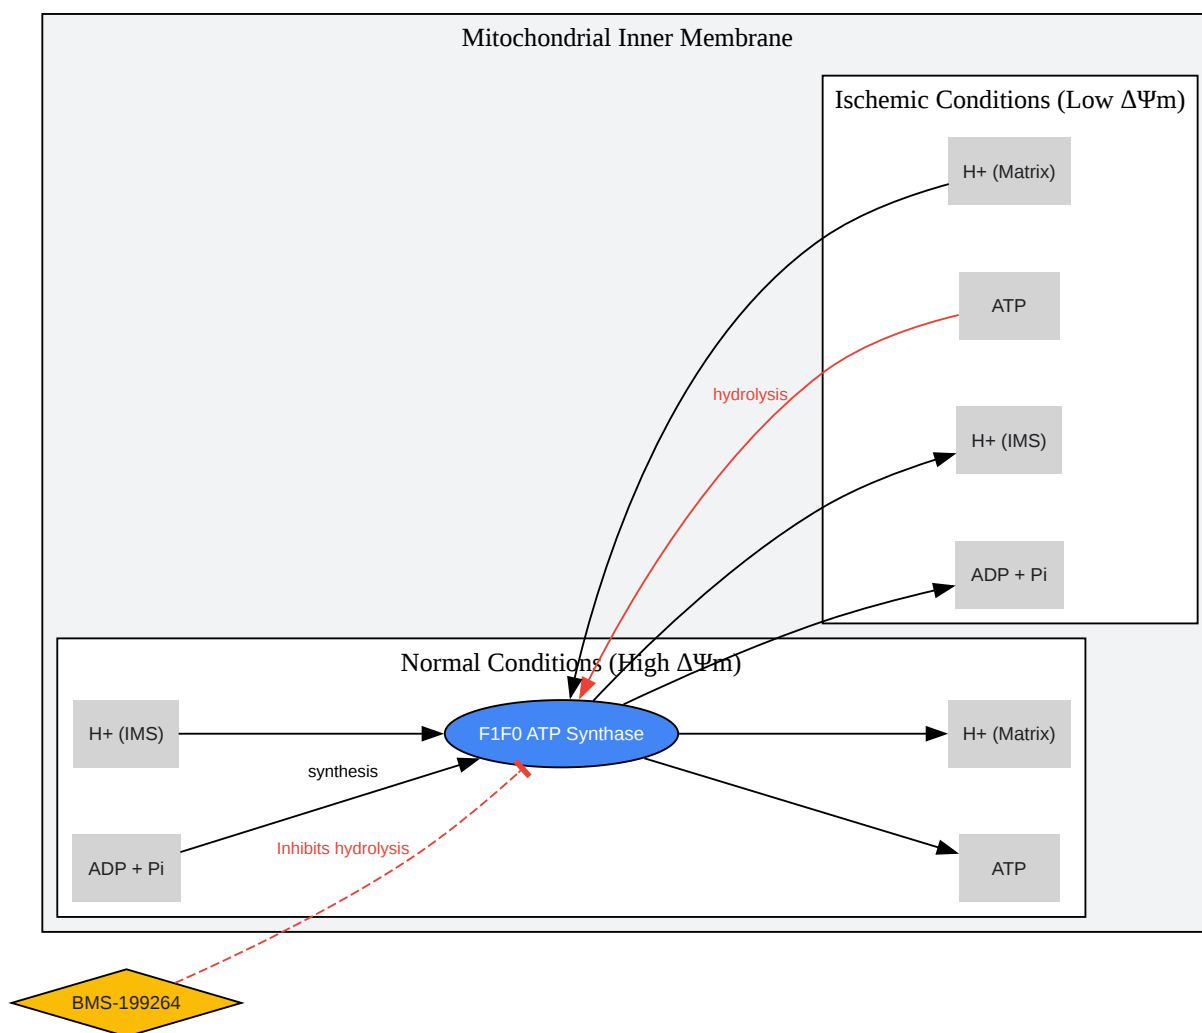 Mitochondrial Inner Membrane
Ischemic Conditions (Low ΔΨm)
H+ (Matrix)
ATP
hydrolysis
H+ (IMS)
ADP + Pi
Normal Conditions (High ΔΨm)
H+ (IMS)
F1F0 ATP Synthase
H+ (Matrix)
synthesis
Inhibits hydrolysis
ADP + Pi
ATP
BMS-199264